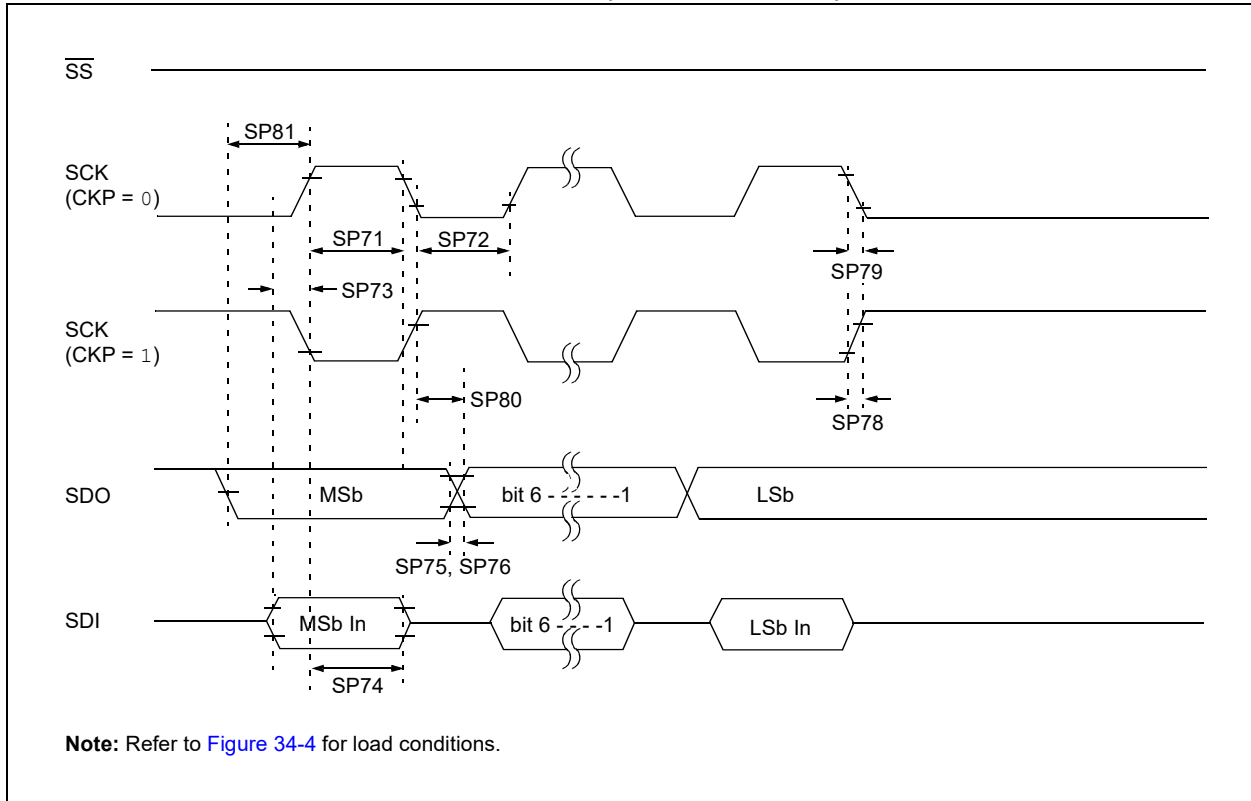 SS
SP81
SCK
(CKP = 0)
SP71
SP72
SP79
SP73
SCK
(CKP = 1)
SP80
SP78
SDO
MSb
bit 6 - - - - - -1
LSb
SP75, SP76
SDI
MSb In
bit 6 - - - - -1
LSb In
SP74
Note: Refer to Figure 34-4 for load conditions.